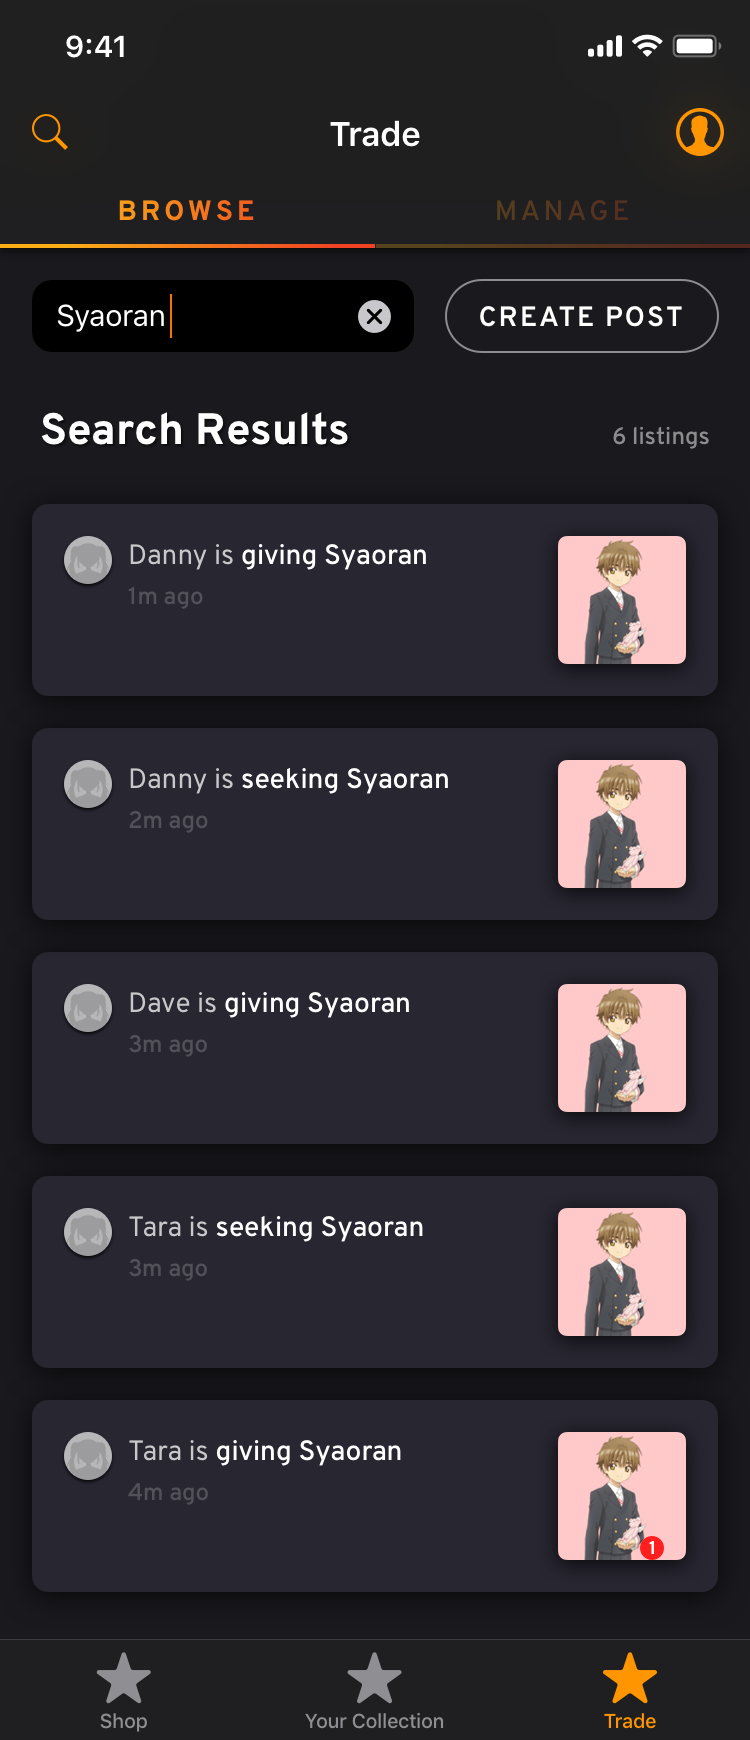 9:41
Trade
BROWSE
MANAGE
Syaoran
CREATE POST
Search Results
6 listings
Danny is giving Syaoran
1m ago
Danny is seeking Syaoran
2m ago
Dave is giving Syaoran
3m ago
Tara is seeking Syaoran
3m ago
Tara is giving Syaoran
4m ago
1
Shop
Your Collection
Trade